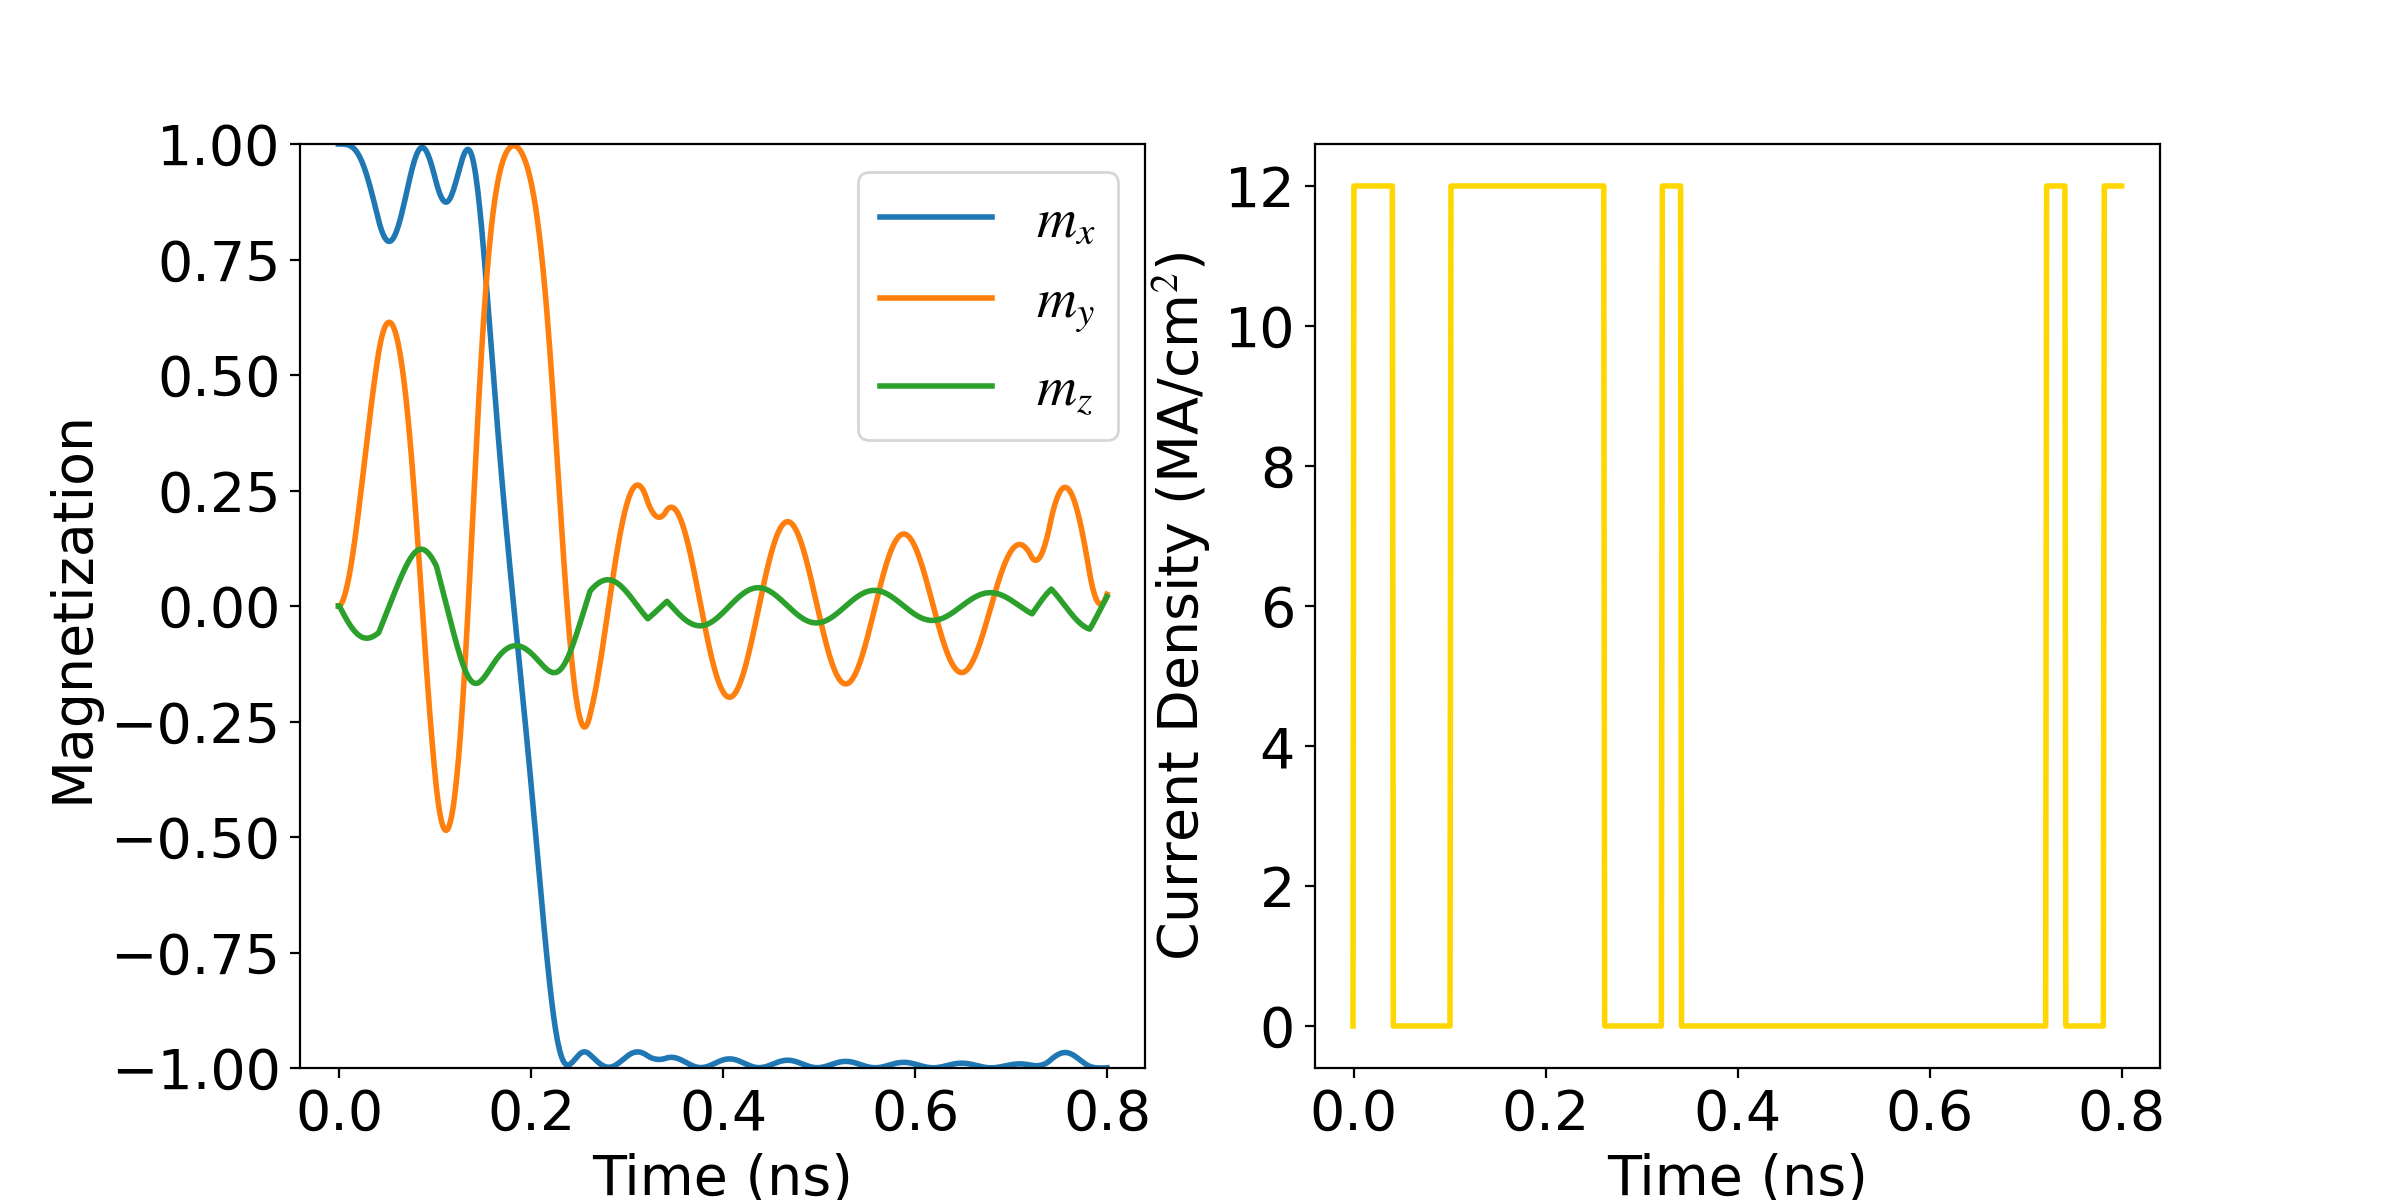 Magnetization
1.00
0.75
0.50
0.25
0.00
−0.25
−0.50
−0.75
−1.00
0.0 0.2 0.4 0.6 0.8
Time (ns)
m_x
m_y
m_z
Current Density (MA/cm²)
12
10
8
6
4
2
0
0.0 0.2 0.4 0.6 0.8
Time (ns)